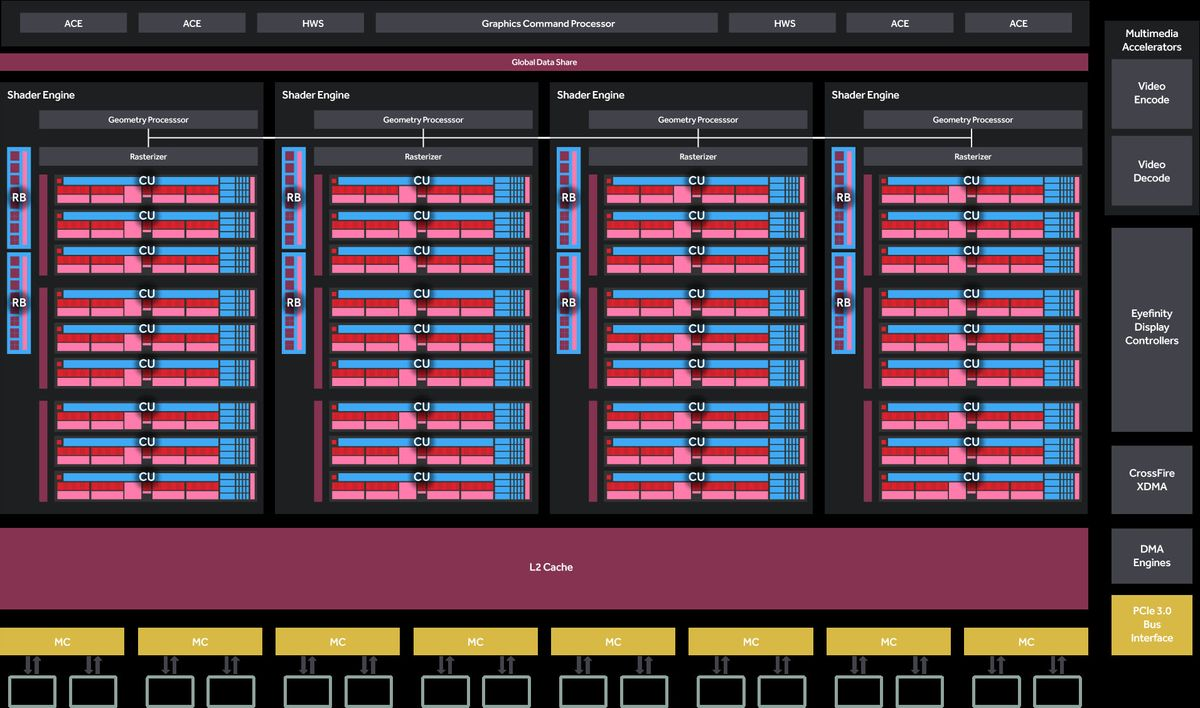 ACE
ACE
HWS
Graphics Command Processor
HWS
ACE
ACE
Global Data Share
Shader Engine
Geometry Processsor
Rasterizer
RB
RB
CU
CU
CU
CU
CU
CU
CU
CU
CU
Shader Engine
Geometry Processsor
Rasterizer
RB
RB
CU
CU
CU
CU
CU
CU
CU
CU
CU
Shader Engine
Geometry Processsor
Rasterizer
RB
RB
CU
CU
CU
CU
CU
CU
CU
CU
CU
Shader Engine
Geometry Processsor
Rasterizer
RB
RB
CU
CU
CU
CU
CU
CU
CU
CU
CU
L2 Cache
MC
MC
MC
MC
MC
MC
MC
MC
Multimedia
Accelerators
Video
Encode
Video
Decode
Eyefinity
Display
Controllers
CrossFire
XDMA
DMA
Engines
PCIe 3.0
Bus
Interface